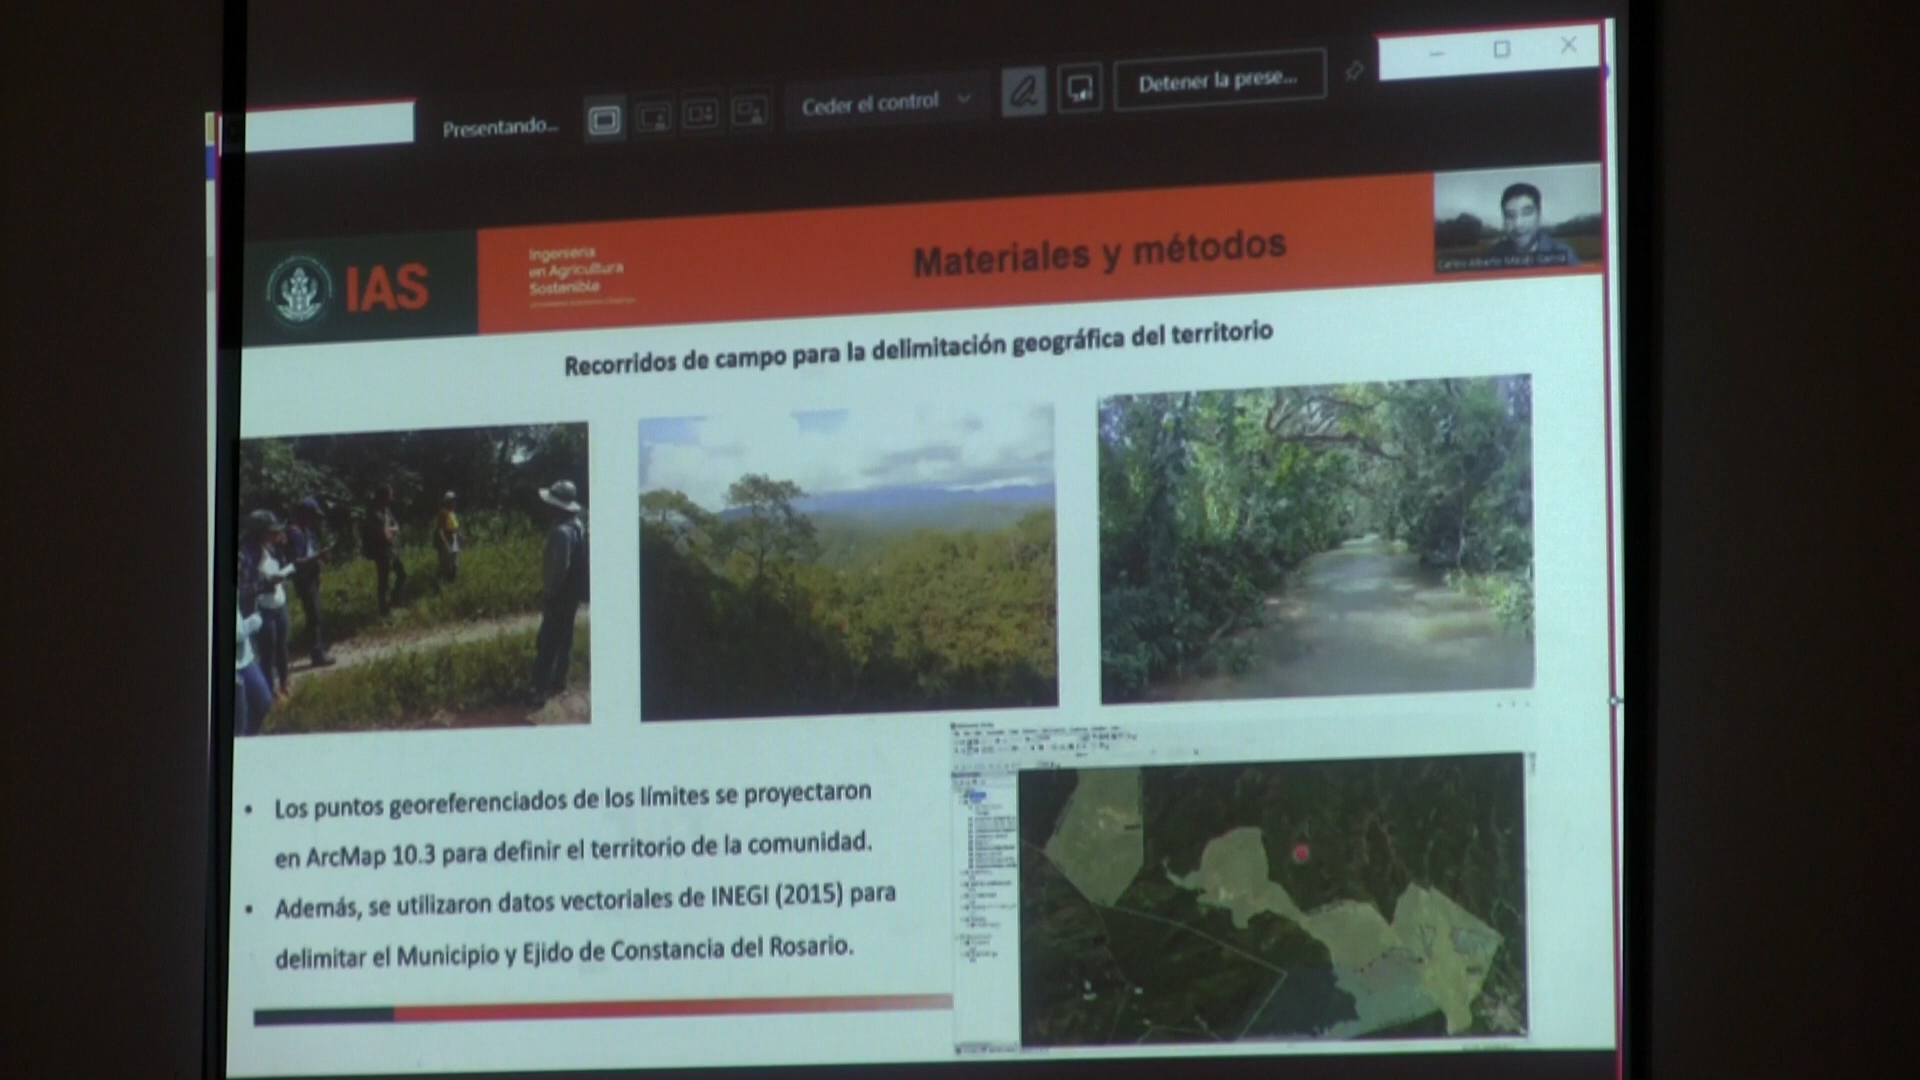 Presentando...
Ceder el control
Detener la prese...
IAS
Ingeniería
en Agricultura
Sostenible
Materiales y métodos
Carlos Alberto
Recorridos de campo para la delimitación geográfica del territorio
• Los puntos georeferenciados de los límites se proyectaron
en ArcMap 10.3 para definir el territorio de la comunidad.
• Además, se utilizaron datos vectoriales de INEGI (2015) para
delimitar el Municipio y Ejido de Constancia del Rosario.